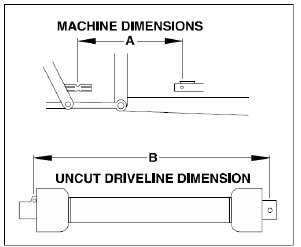 MACHINE DIMENSIONS
A
B
UNCUT DRIVELINE DIMENSION